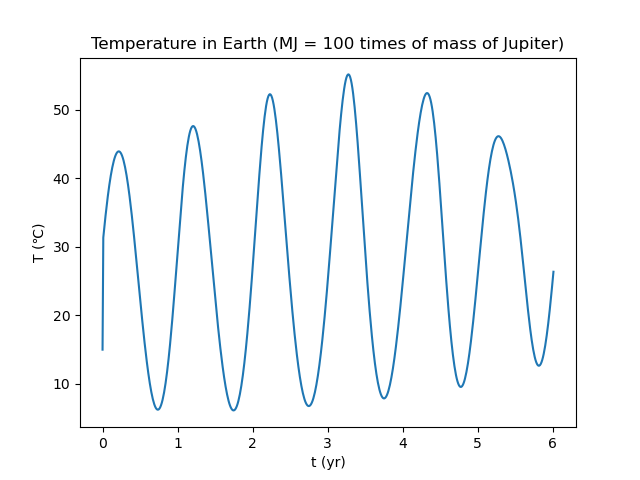 Temperature in Earth (MJ = 100 times of mass of Jupiter)
50
40
30
20
10
T (℃)
0 1 2 3 4 5 6
t (yr)